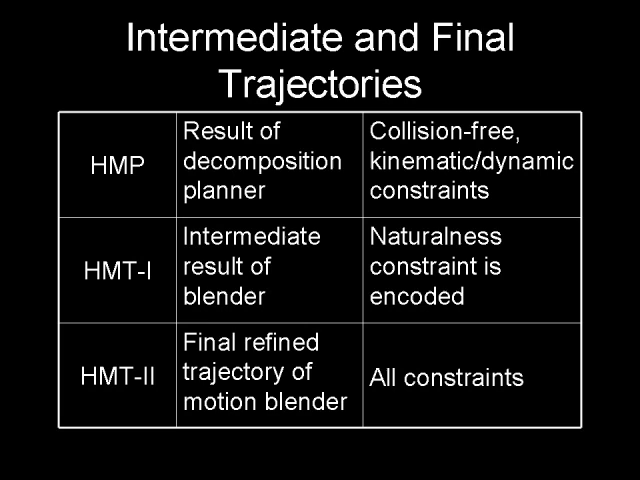 Intermediate and Final
Trajectories
HMP
Result of
decomposition
planner
Collision-free,
kinematic/dynamic
constraints
HMT-I
Intermediate
result of
blender
Naturalness
constraint is
encoded
HMT-II
Final refined
trajectory of
motion blender
All constraints